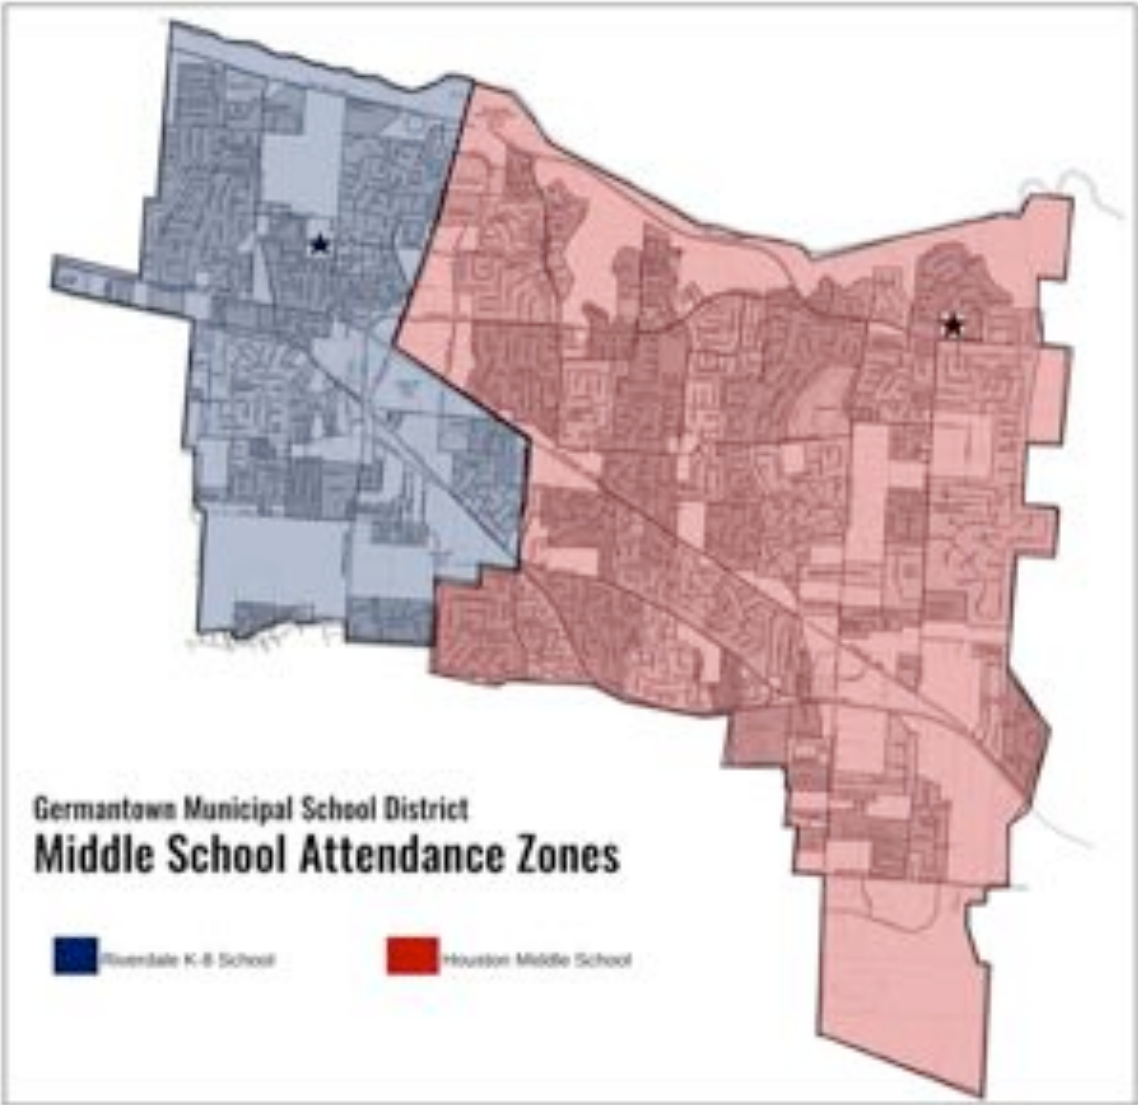 Germantown Municipal School District
Middle School Attendance Zones
Riverdale K-8 School
Houston Middle School